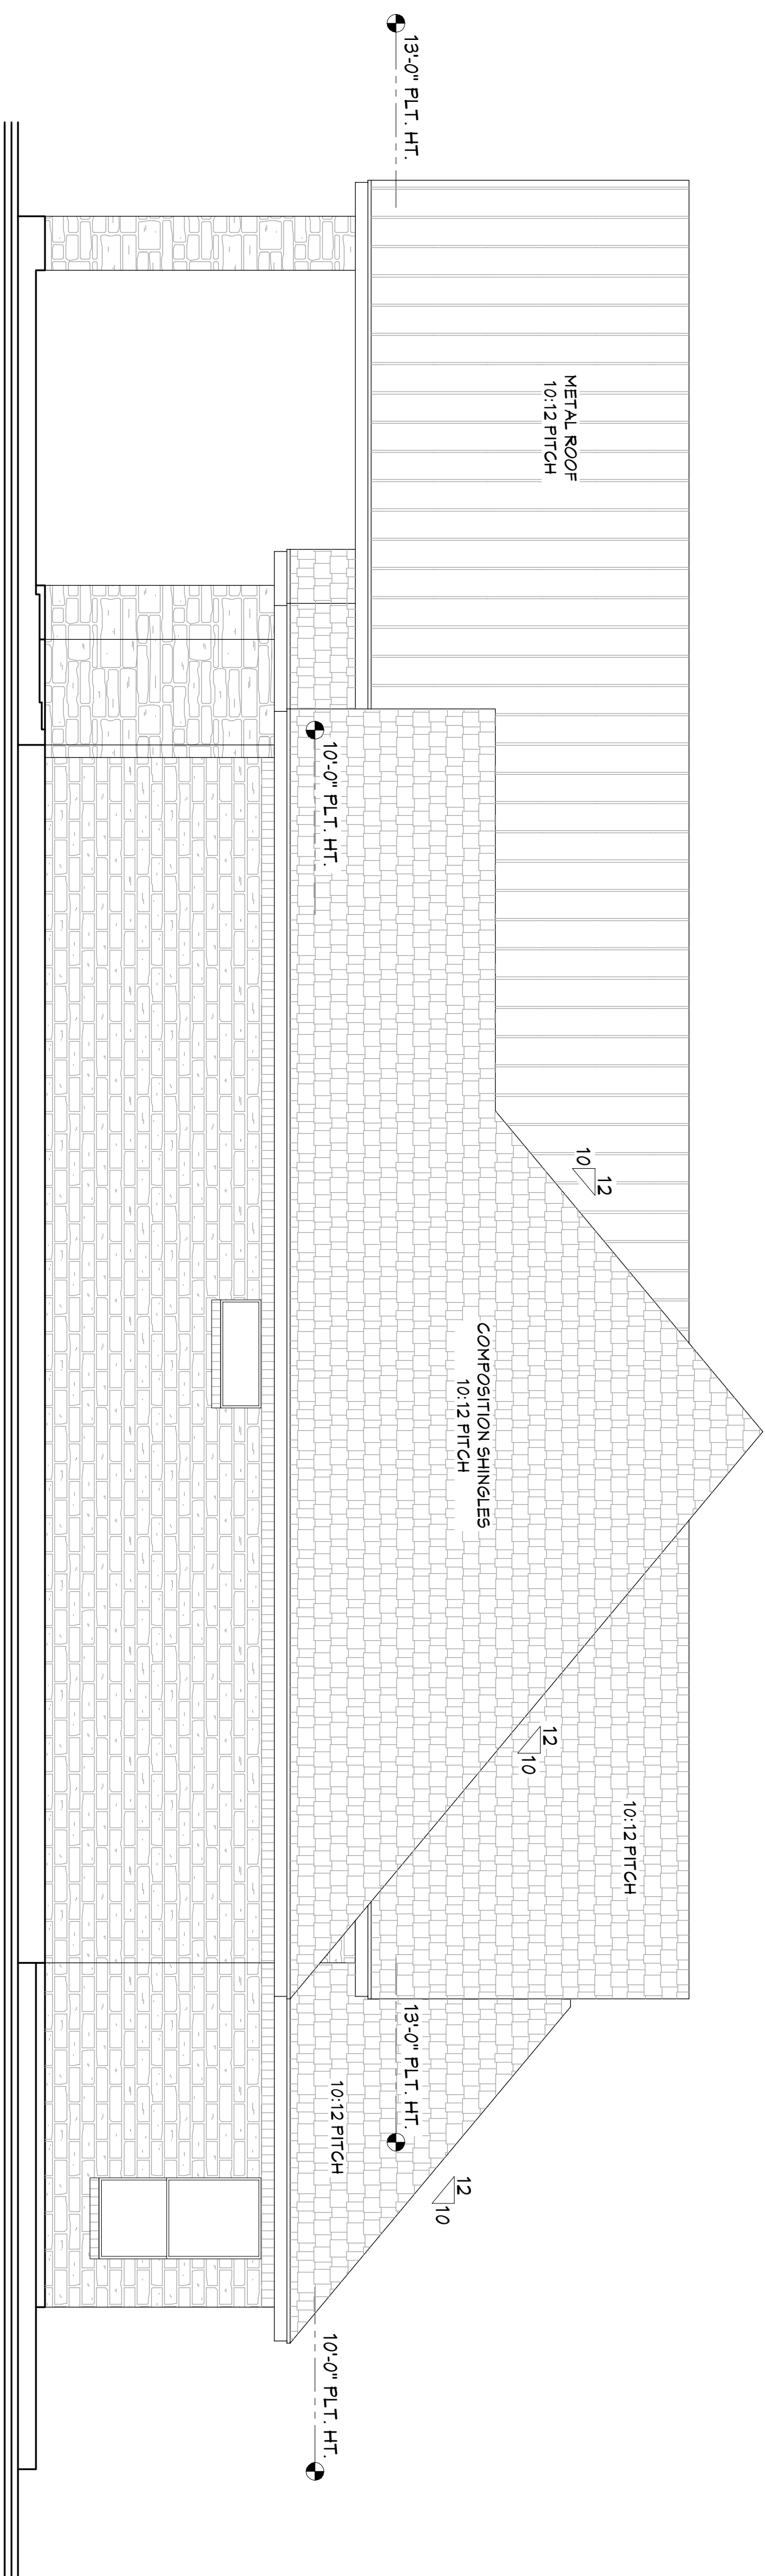 13'-0" PLT. HT.
METAL ROOF
10:12 PITCH
10'-0" PLT. HT.
12
10
COMPOSITION SHINGLES
10:12 PITCH
12
10
10:12 PITCH
13'-0" PLT. HT.
10:12 PITCH
12
10
10'-0" PLT. HT.